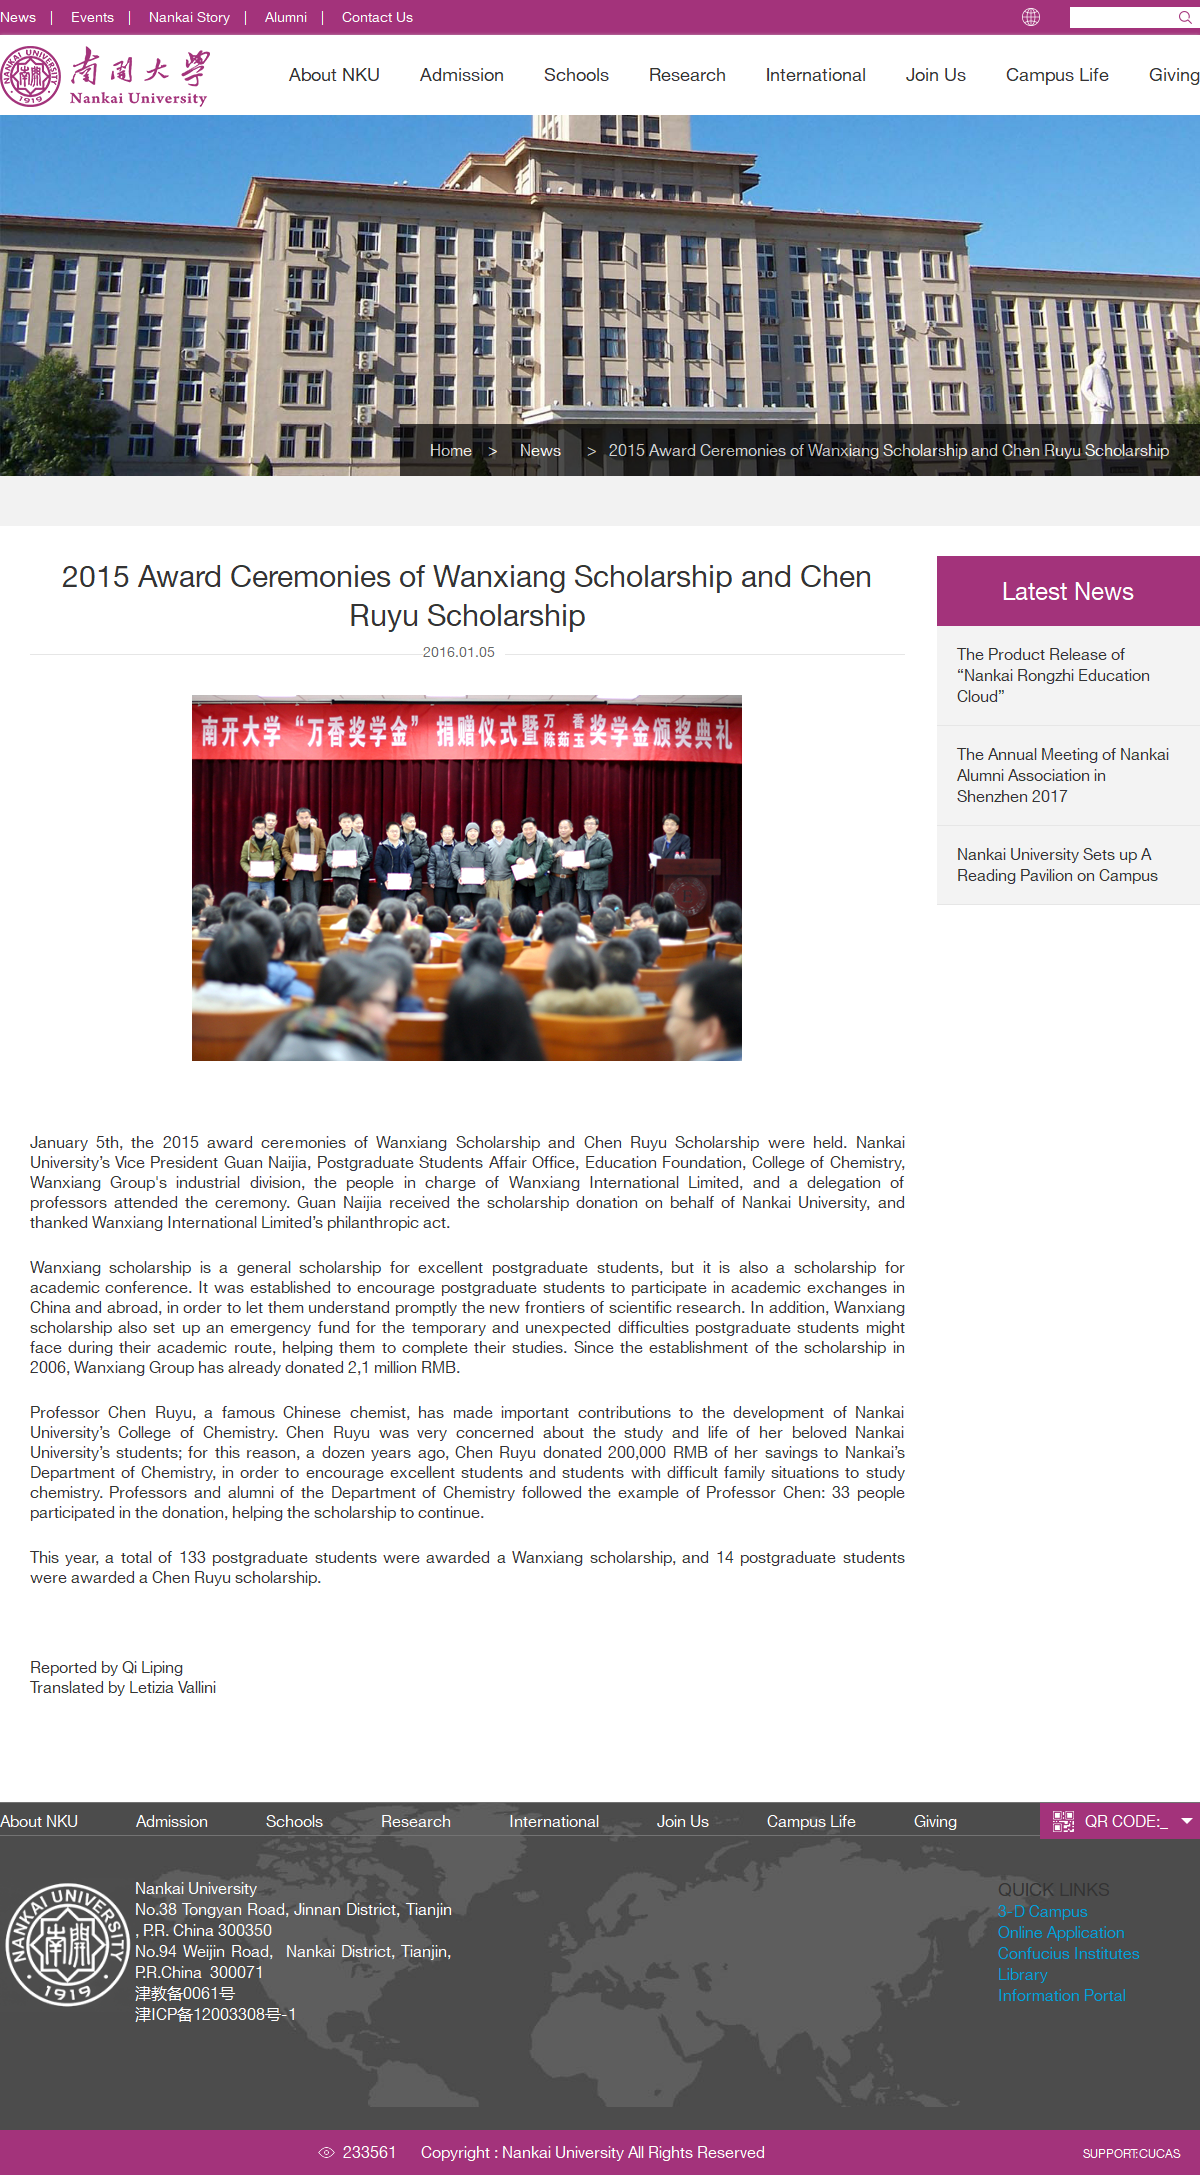 News | Events | Nankai Story | Alumni | Contact Us
NANKAI UNIVERSITY
南開
1919
南開大學
Nankai University
About NKU Admission Schools Research International Join Us Campus Life Giving
Home > News > 2015 Award Ceremonies of Wanxiang Scholarship and Chen Ruyu Scholarship
2015 Award Ceremonies of Wanxiang Scholarship and Chen
Ruyu Scholarship
2016.01.05
南开大学“万香奖学金”捐赠仪式暨万香陈茹玉奖学金颁奖典礼
January 5th, the 2015 award ceremonies of Wanxiang Scholarship and Chen Ruyu Scholarship were held. Nankai
University’s Vice President Guan Naijia, Postgraduate Students Affair Office, Education Foundation, College of Chemistry,
Wanxiang Group's industrial division, the people in charge of Wanxiang International Limited, and a delegation of
professors attended the ceremony. Guan Naijia received the scholarship donation on behalf of Nankai University, and
thanked Wanxiang International Limited’s philanthropic act.
Wanxiang scholarship is a general scholarship for excellent postgraduate students, but it is also a scholarship for
academic conference. It was established to encourage postgraduate students to participate in academic exchanges in
China and abroad, in order to let them understand promptly the new frontiers of scientific research. In addition, Wanxiang
scholarship also set up an emergency fund for the temporary and unexpected difficulties postgraduate students might
face during their academic route, helping them to complete their studies. Since the establishment of the scholarship in
2006, Wanxiang Group has already donated 2,1 million RMB.
Professor Chen Ruyu, a famous Chinese chemist, has made important contributions to the development of Nankai
University’s College of Chemistry. Chen Ruyu was very concerned about the study and life of her beloved Nankai
University’s students; for this reason, a dozen years ago, Chen Ruyu donated 200,000 RMB of her savings to Nankai’s
Department of Chemistry, in order to encourage excellent students and students with difficult family situations to study
chemistry. Professors and alumni of the Department of Chemistry followed the example of Professor Chen: 33 people
participated in the donation, helping the scholarship to continue.
This year, a total of 133 postgraduate students were awarded a Wanxiang scholarship, and 14 postgraduate students
were awarded a Chen Ruyu scholarship.
Reported by Qi Liping
Translated by Letizia Vallini
Latest News
The Product Release of
“Nankai Rongzhi Education
Cloud”
The Annual Meeting of Nankai
Alumni Association in
Shenzhen 2017
Nankai University Sets up A
Reading Pavilion on Campus
About NKU Admission Schools Research International Join Us Campus Life Giving
QR CODE:_
NANKAI UNIVERSITY
南開
1919
Nankai University
No.38 Tongyan Road, Jinnan District, Tianjin
, P.R. China 300350
No.94 Weijin Road, Nankai District, Tianjin,
P.R.China 300071
津教备0061号
津ICP备12003308号-1
QUICK LINKS
3-D Campus
Online Application
Confucius Institutes
Library
Information Portal
233561 Copyright : Nankai University All Rights Reserved
SUPPORT:CUCAS